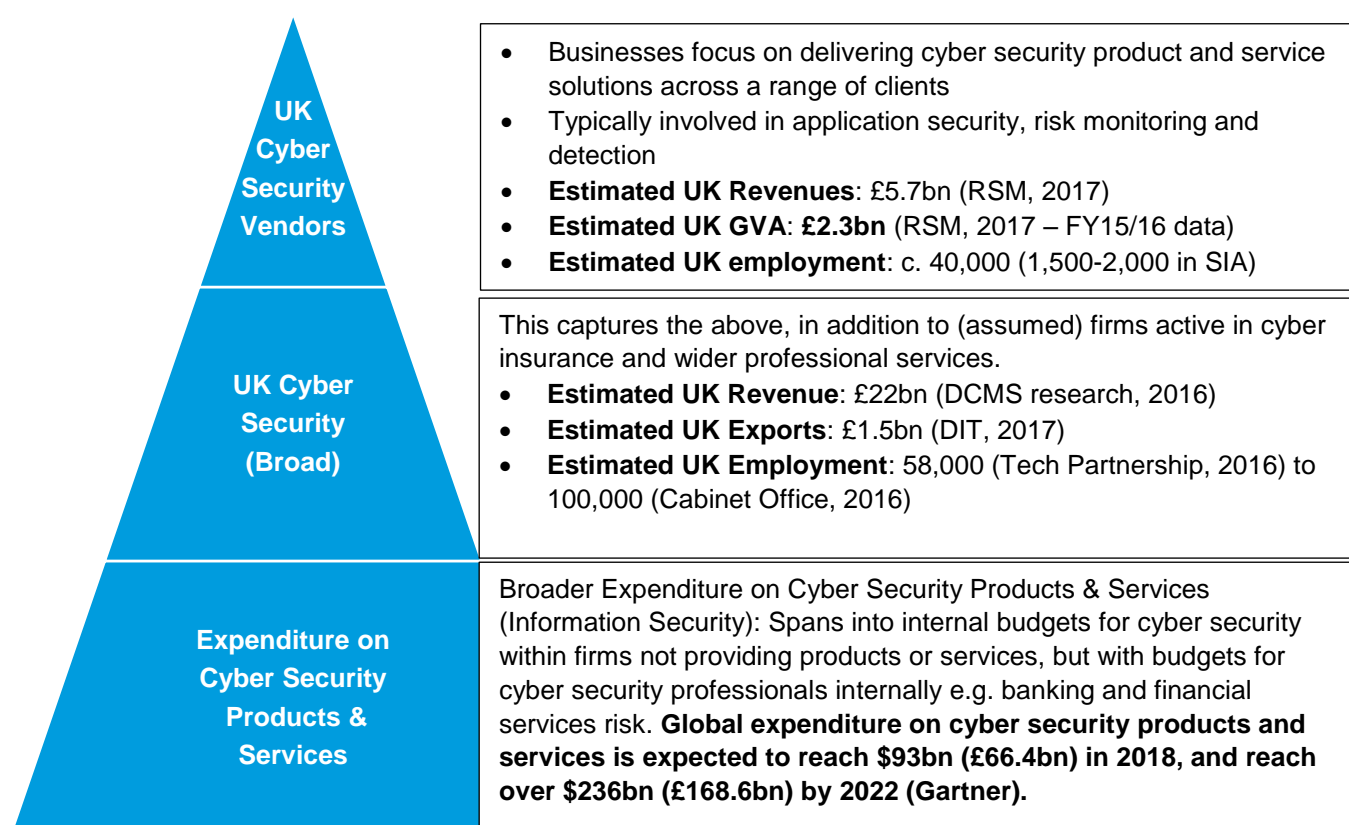 UK
Cyber
Security
Vendors
• Businesses focus on delivering cyber security product and service
solutions across a range of clients
• Typically involved in application security, risk monitoring and
detection
• Estimated UK Revenues: £5.7bn (RSM, 2017)
• Estimated UK GVA: £2.3bn (RSM, 2017 – FY15/16 data)
• Estimated UK employment: c. 40,000 (1,500-2,000 in SIA)
UK Cyber
Security
(Broad)
This captures the above, in addition to (assumed) firms active in cyber
insurance and wider professional services.
• Estimated UK Revenue: £22bn (DCMS research, 2016)
• Estimated UK Exports: £1.5bn (DIT, 2017)
• Estimated UK Employment: 58,000 (Tech Partnership, 2016) to
100,000 (Cabinet Office, 2016)
Expenditure on
Cyber Security
Products &
Services
Broader Expenditure on Cyber Security Products & Services
(Information Security): Spans into internal budgets for cyber security
within firms not providing products or services, but with budgets for
cyber security professionals internally e.g. banking and financial
services risk. Global expenditure on cyber security products and
services is expected to reach $93bn (£66.4bn) in 2018, and reach
over $236bn (£168.6bn) by 2022 (Gartner).